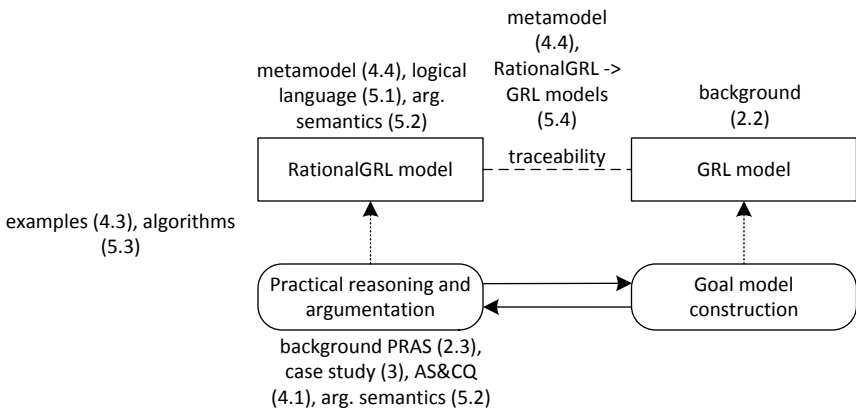 metamodel
(4.4),
RationalGRL ->
GRL models
(5.4)
metamodel (4.4), logical
language (5.1), arg.
semantics (5.2)
background
(2.2)
RationalGRL model
traceability
GRL model
examples (4.3), algorithms
(5.3)
Practical reasoning and
argumentation
Goal model
construction
background PRAS (2.3),
case study (3), AS&CQ
(4.1), arg. semantics (5.2)